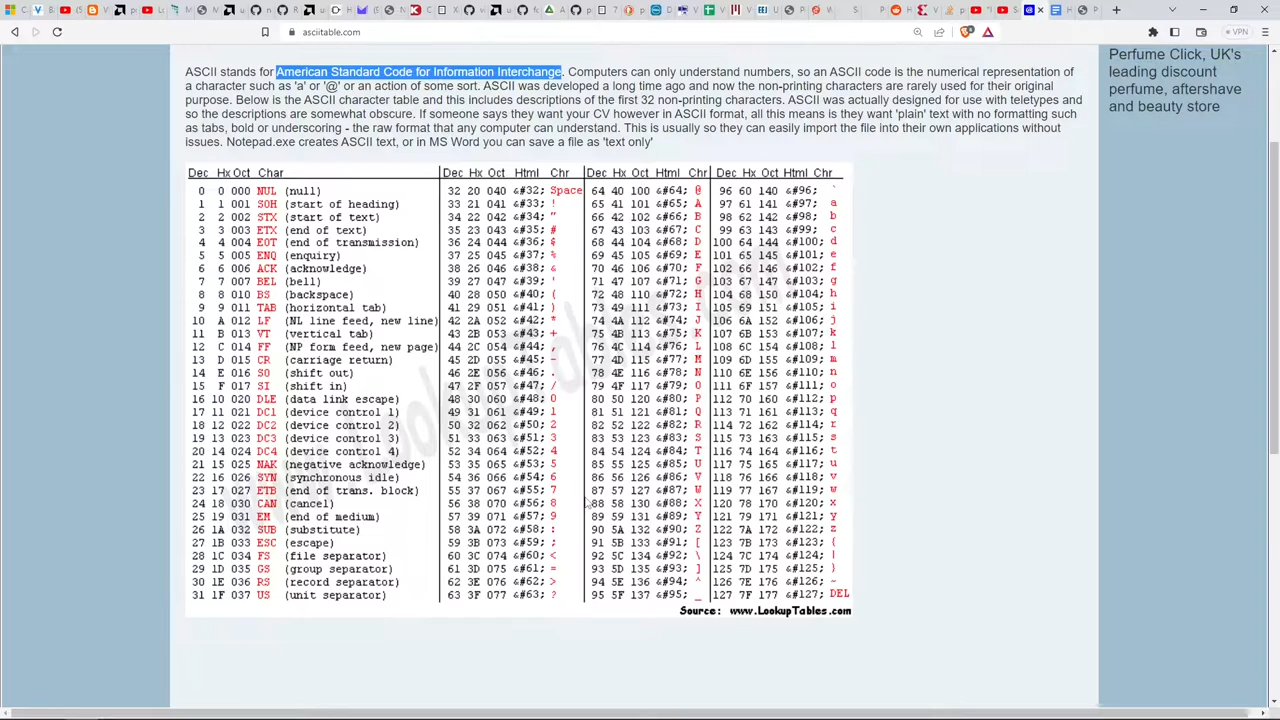 asciitable.com
VPN
ASCII stands for American Standard Code for Information Interchange. Computers can only understand numbers, so an ASCII code is the numerical representation of
a character such as 'a' or '@' or an action of some sort. ASCII was developed a long time ago and now the non-printing characters are rarely used for their original
purpose. Below is the ASCII character table and this includes descriptions of the first 32 non-printing characters. ASCII was actually designed for use with teletypes and
so the descriptions are somewhat obscure. If someone says they want your CV however in ASCII format, all this means is they want 'plain' text with no formatting such
as tabs, bold or underscoring - the raw format that any computer can understand. This is usually so they can easily import the file into their own applications without
issues. Notepad.exe creates ASCII text, or in MS Word you can save a file as 'text only'
Perfume Click, UK's
leading discount
perfume, aftershave
and beauty store
Dec Hx Oct Char Dec Hx Oct Html Chr Dec Hx Oct Html Chr Dec Hx Oct Html Chr
0 0 000 NUL (null) 32 20 040 &#32; Space 64 40 100 &#64; @ 96 60 140 &#96; `
1 1 001 SOH (start of heading) 33 21 041 &#33; ! 65 41 101 &#65; A 97 61 141 &#97; a
2 2 002 STX (start of text) 34 22 042 &#34; " 66 42 102 &#66; B 98 62 142 &#98; b
3 3 003 ETX (end of text) 35 23 043 &#35; # 67 43 103 &#67; C 99 63 143 &#99; c
4 4 004 EOT (end of transmission) 36 24 044 &#36; $ 68 44 104 &#68; D 100 64 144 &#100; d
5 5 005 ENQ (enquiry) 37 25 045 &#37; % 69 45 105 &#69; E 101 65 145 &#101; e
6 6 006 ACK (acknowledge) 38 26 046 &#38; & 70 46 106 &#70; F 102 66 146 &#102; f
7 7 007 BEL (bell) 39 27 047 &#39; ' 71 47 107 &#71; G 103 67 147 &#103; g
8 8 010 BS (backspace) 40 28 050 &#40; ( 72 48 110 &#72; H 104 68 150 &#104; h
9 9 011 TAB (horizontal tab) 41 29 051 &#41; ) 73 49 111 &#73; I 105 69 151 &#105; i
10 A 012 LF (NL line feed, new line) 42 2A 052 &#42; * 74 4A 112 &#74; J 106 6A 152 &#106; j
11 B 013 VT (vertical tab) 43 2B 053 &#43; + 75 4B 113 &#75; K 107 6B 153 &#107; k
12 C 014 FF (NP form feed, new page) 44 2C 054 &#44; , 76 4C 114 &#76; L 108 6C 154 &#108; l
13 D 015 CR (carriage return) 45 2D 055 &#45; - 77 4D 115 &#77; M 109 6D 155 &#109; m
14 E 016 SO (shift out) 46 2E 056 &#46; . 78 4E 116 &#78; N 110 6E 156 &#110; n
15 F 017 SI (shift in) 47 2F 057 &#47; / 79 4F 117 &#79; O 111 6F 157 &#111; o
16 10 020 DLE (data link escape) 48 30 060 &#48; 0 80 50 120 &#80; P 112 70 160 &#112; p
17 11 021 DC1 (device control 1) 49 31 061 &#49; 1 81 51 121 &#81; Q 113 71 161 &#113; q
18 12 022 DC2 (device control 2) 50 32 062 &#50; 2 82 52 122 &#82; R 114 72 162 &#114; r
19 13 023 DC3 (device control 3) 51 33 063 &#51; 3 83 53 123 &#83; S 115 73 163 &#115; s
20 14 024 DC4 (device control 4) 52 34 064 &#52; 4 84 54 124 &#84; T 116 74 164 &#116; t
21 15 025 NAK (negative acknowledge) 53 35 065 &#53; 5 85 55 125 &#85; U 117 75 165 &#117; u
22 16 026 SYN (synchronous idle) 54 36 066 &#54; 6 86 56 126 &#86; V 118 76 166 &#118; v
23 17 027 ETB (end of trans. block) 55 37 067 &#55; 7 87 57 127 &#87; W 119 77 167 &#119; w
24 18 030 CAN (cancel) 56 38 070 &#56; 8 88 58 130 &#88; X 120 78 170 &#120; x
25 19 031 EM (end of medium) 57 39 071 &#57; 9 89 59 131 &#89; Y 121 79 171 &#121; y
26 1A 032 SUB (substitute) 58 3A 072 &#58; : 90 5A 132 &#90; Z 122 7A 172 &#122; z
27 1B 033 ESC (escape) 59 3B 073 &#59; ; 91 5B 133 &#91; [ 123 7B 173 &#123; {
28 1C 034 FS (file separator) 60 3C 074 &#60; < 92 5C 134 &#92; \ 124 7C 174 &#124; |
29 1D 035 GS (group separator) 61 3D 075 &#61; = 93 5D 135 &#93; ] 125 7D 175 &#125; }
30 1E 036 RS (record separator) 62 3E 076 &#62; > 94 5E 136 &#94; ^ 126 7E 176 &#126; ~
31 1F 037 US (unit separator) 63 3F 077 &#63; ? 95 5F 137 &#95; _ 127 7F 177 &#127; DEL
Source: www.LookupTables.com